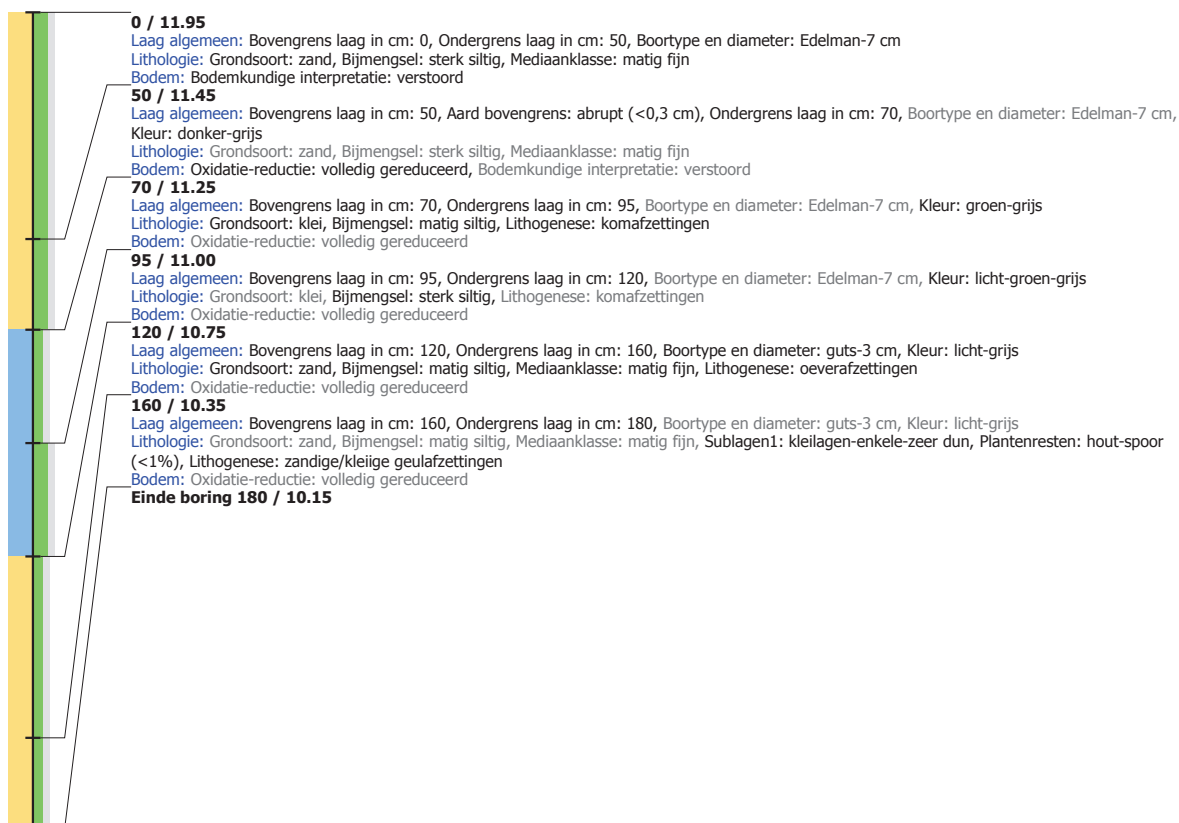 0 / 11.95
Laag algemeen: Bovengrens laag in cm: 0, Ondergrens laag in cm: 50, Boortype en diameter: Edelman-7 cm
Lithologie: Grondsoort: zand, Bijmengsel: sterk siltig, Mediaanklasse: matig fijn
Bodem: Bodemkundige interpretatie: verstoord
50 / 11.45
Laag algemeen: Bovengrens laag in cm: 50, Aard bovengrens: abrupt (<0,3 cm), Ondergrens laag in cm: 70, Boortype en diameter: Edelman-7 cm,
Kleur: donker-grijs
Lithologie: Grondsoort: zand, Bijmengsel: sterk siltig, Mediaanklasse: matig fijn
Bodem: Oxidatie-reductie: volledig gereduceerd, Bodemkundige interpretatie: verstoord
70 / 11.25
Laag algemeen: Bovengrens laag in cm: 70, Ondergrens laag in cm: 95, Boortype en diameter: Edelman-7 cm, Kleur: groen-grijs
Lithologie: Grondsoort: klei, Bijmengsel: matig siltig, Lithogenese: komafzettingen
Bodem: Oxidatie-reductie: volledig gereduceerd
95 / 11.00
Laag algemeen: Bovengrens laag in cm: 95, Ondergrens laag in cm: 120, Boortype en diameter: Edelman-7 cm, Kleur: licht-groen-grijs
Lithologie: Grondsoort: klei, Bijmengsel: sterk siltig, Lithogenese: komafzettingen
Bodem: Oxidatie-reductie: volledig gereduceerd
120 / 10.75
Laag algemeen: Bovengrens laag in cm: 120, Ondergrens laag in cm: 160, Boortype en diameter: guts-3 cm, Kleur: licht-grijs
Lithologie: Grondsoort: zand, Bijmengsel: matig siltig, Mediaanklasse: matig fijn, Lithogenese: oeverafzettingen
Bodem: Oxidatie-reductie: volledig gereduceerd
160 / 10.35
Laag algemeen: Bovengrens laag in cm: 160, Ondergrens laag in cm: 180, Boortype en diameter: guts-3 cm, Kleur: licht-grijs
Lithologie: Grondsoort: zand, Bijmengsel: matig siltig, Mediaanklasse: matig fijn, Sublagen1: kleilagen-enkele-zeer dun, Plantenresten: hout-spoor
(<1%), Lithogenese: zandige/kleiige geulafzettingen
Bodem: Oxidatie-reductie: volledig gereduceerd
Einde boring 180 / 10.15